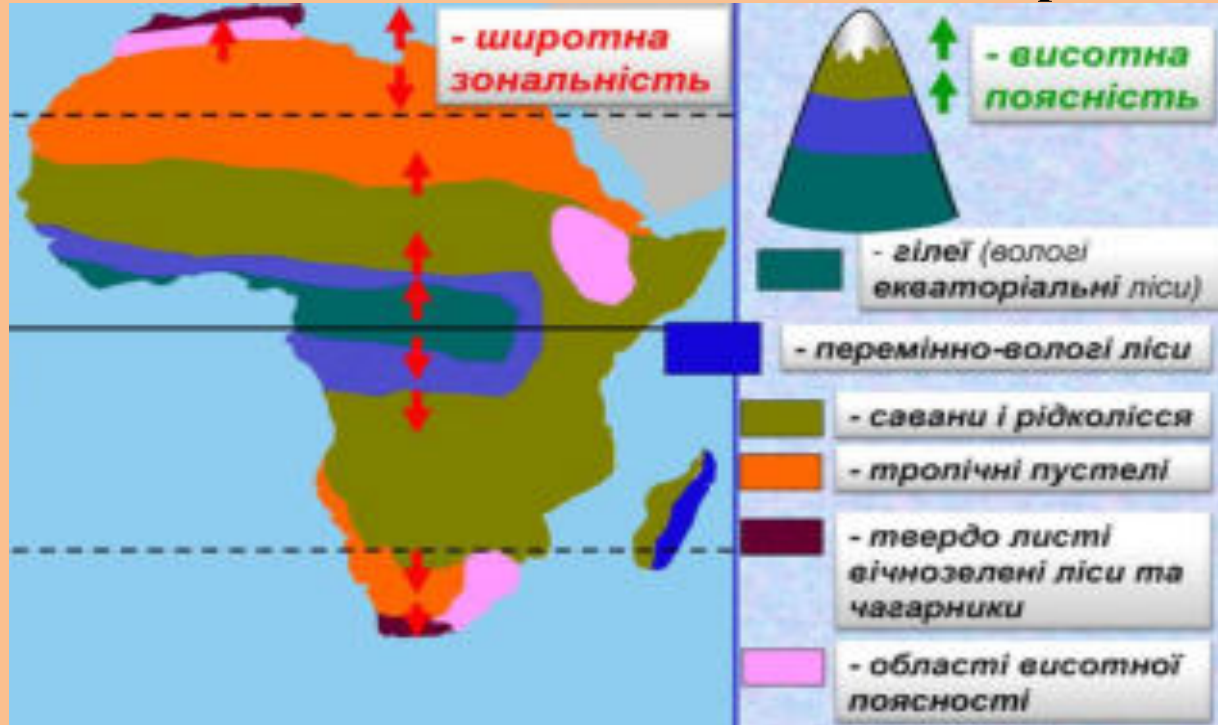 - широтна
зональність
- висотна
поясність
- гілеї (вологі
екваторіальні ліси)
- перемінно-вологі ліси
- савани і рідколісся
- тропічні пустелі
- твердо листі
вічнозелені ліси та
чагарники
- області висотної
поясності